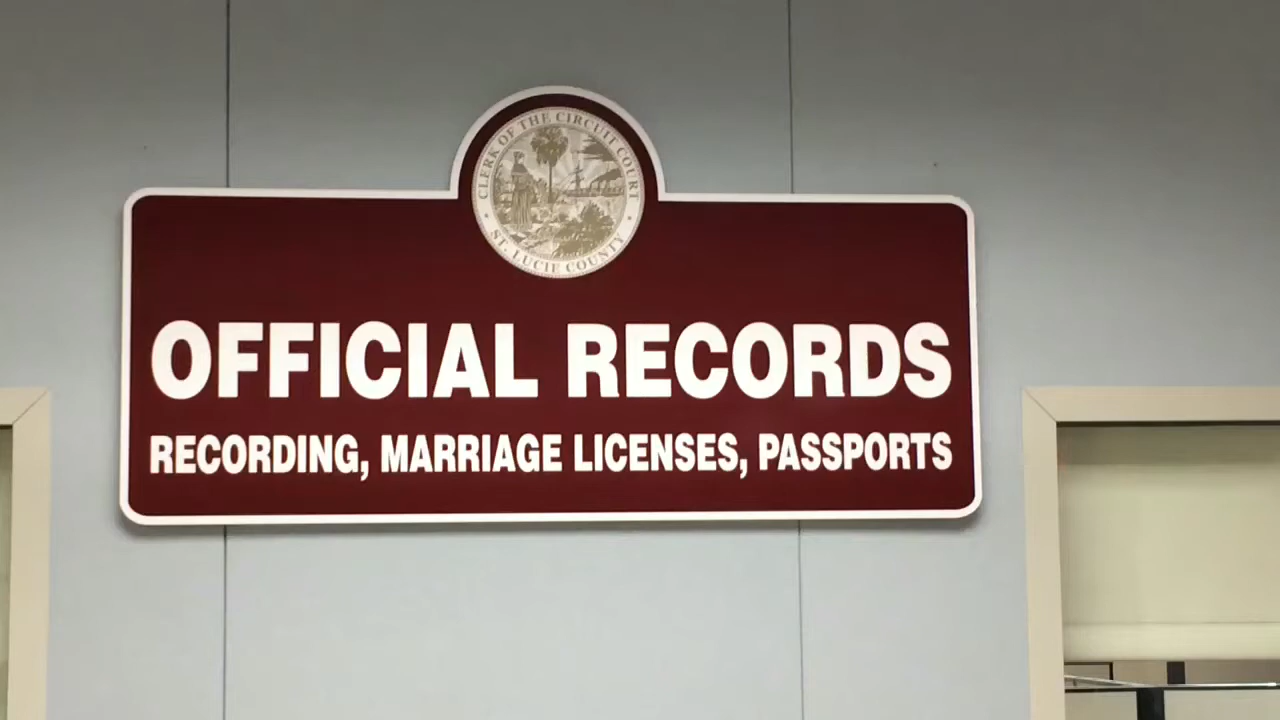 CLERK OF THE CIRCUIT COURT
ST. LUCIE COUNTY
OFFICIAL RECORDS
RECORDING, MARRIAGE LICENSES, PASSPORTS